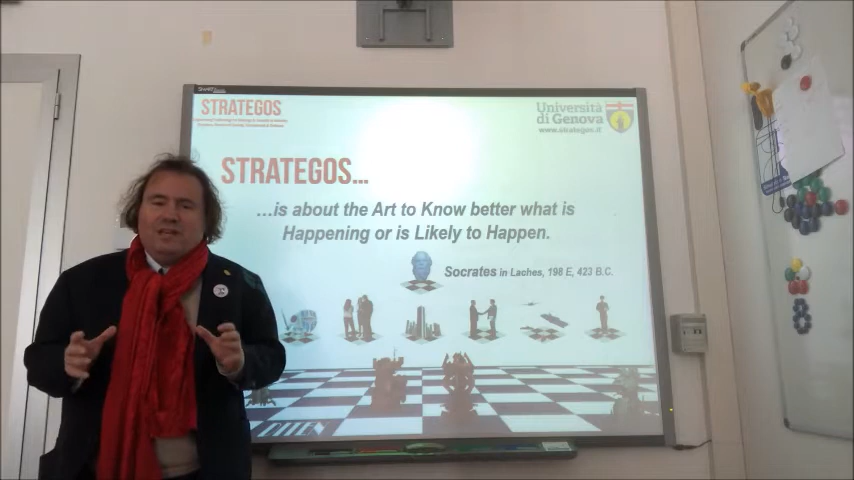 STRATEGOS
Università
di Genova
www.strategos.it
STRATEGOS...
...is about the Art to Know better what is
Happening or is Likely to Happen.
Socrates in Laches, 198 E, 423 B.C.